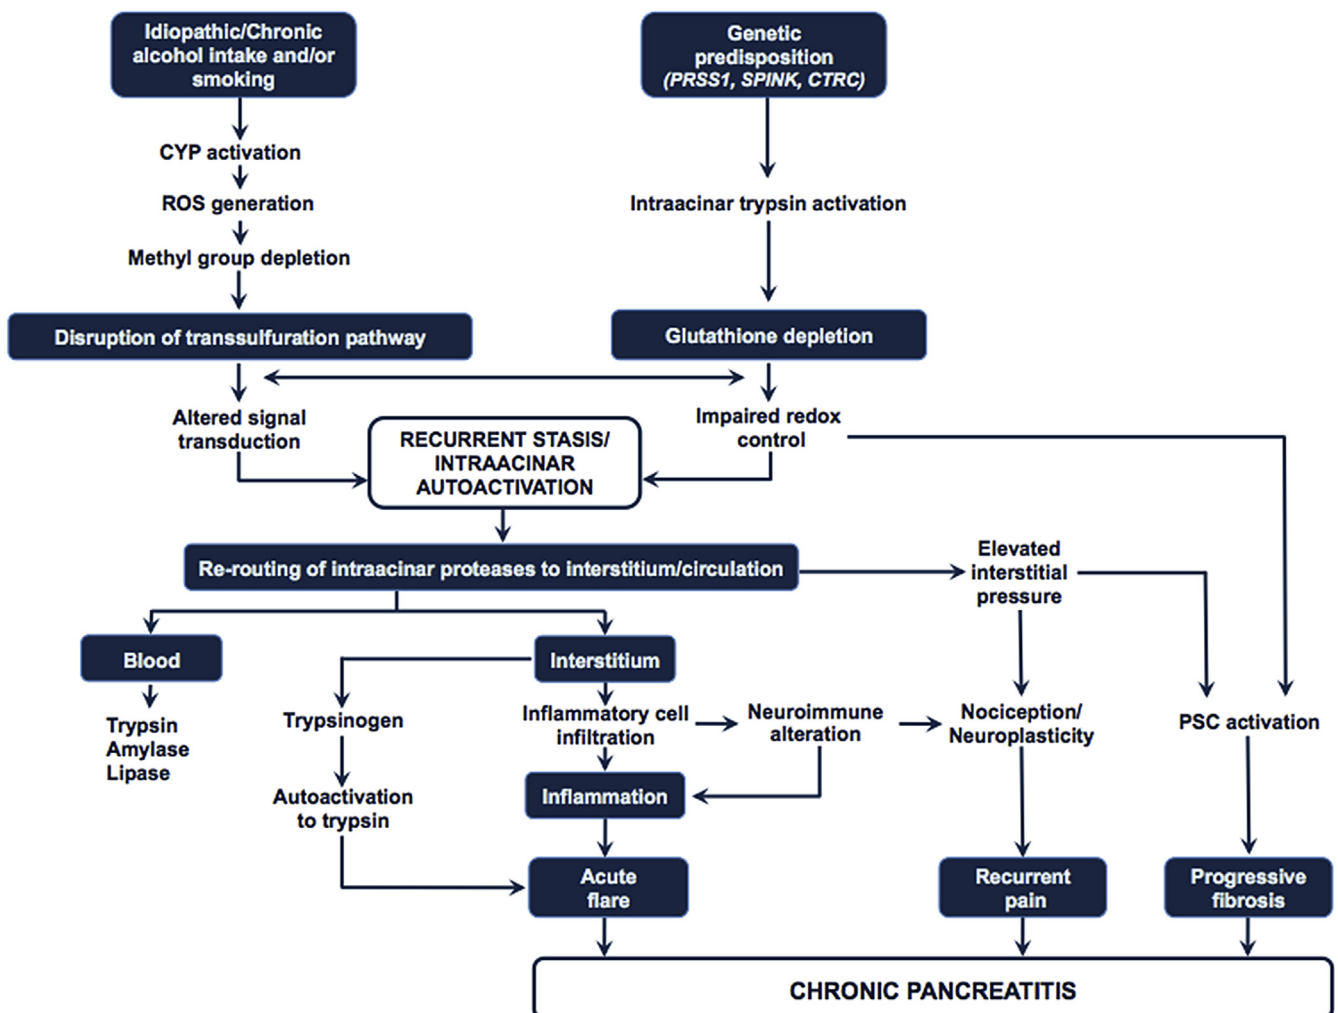 Idiopathic/Chronic
alcohol intake and/or
smoking
Genetic
predisposition
(PRSS1, SPINK, CTRC)
CYP activation
ROS generation
Intraacinar trypsin activation
Methyl group depletion
Disruption of transsulfuration pathway
Glutathione depletion
Altered signal
transduction
Impaired redox
control
RECURRENT STASIS/
INTRAACINAR
AUTOACTIVATION
Re-routing of intraacinar proteases to interstitium/circulation
Elevated
interstitial
pressure
Blood
Interstitium
Trypsin
Amylase
Lipase
Trypsinogen
Inflammatory cell
infiltration
Neuroimmune
alteration
Nociception/
Neuroplasticity
PSC activation
Autoactivation
to trypsin
Inflammation
Acute
flare
Recurrent
pain
Progressive
fibrosis
CHRONIC PANCREATITIS